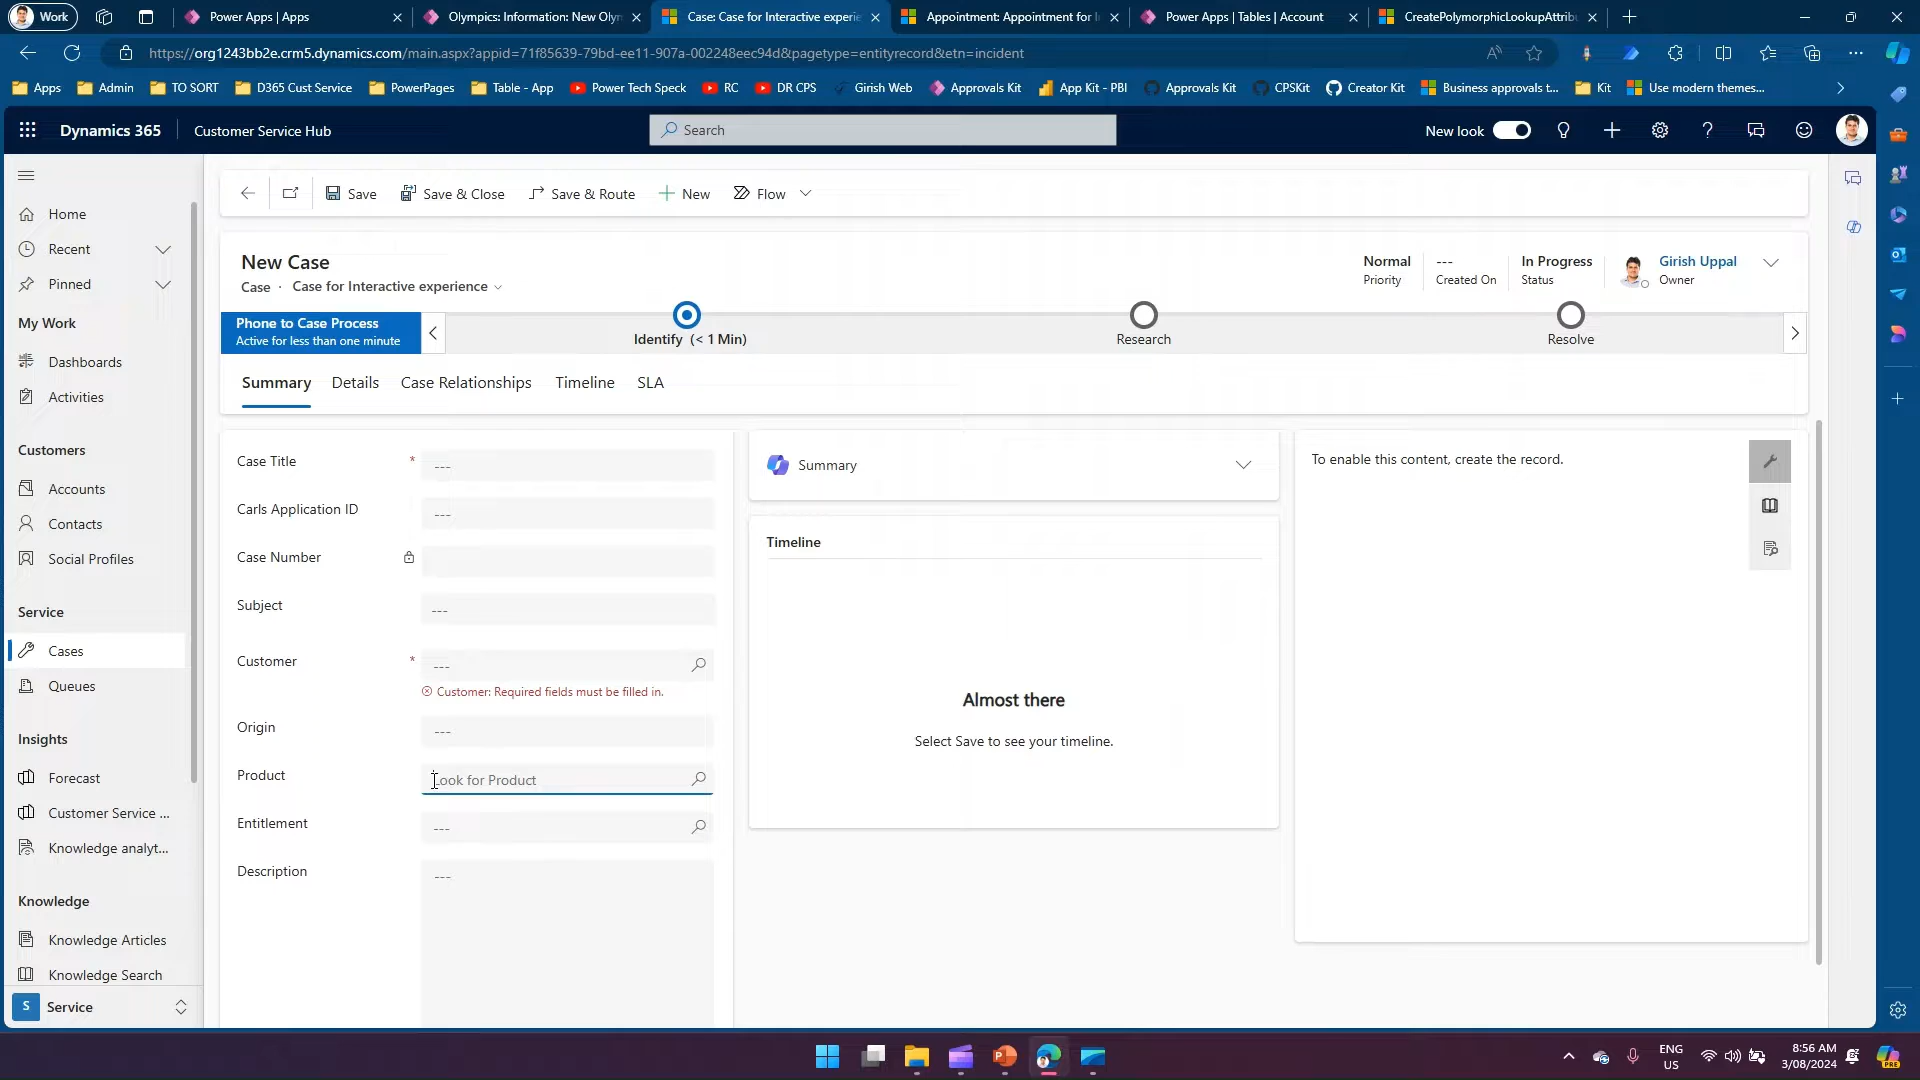 Work
Power Apps | Apps
Olympics: Information: New Olyn
Case: Case for Interactive experie
Appointment: Appointment for I
Power Apps | Tables | Account
CreatePolymorphicLookupAttribu
https://org1243bb2e.crm5.dynamics.com/main.aspx?appid=71f85639-79bd-ee11-907a-002248eec94d&pagetype=entityrecord&etn=incident
Apps
Admin
TO SORT
D365 Cust Service
PowerPages
Table - App
Power Tech Speck
RC
DR CPS
Girish Web
Approvals Kit
App Kit - PBI
Approvals Kit
CPSKit
Creator Kit
Business approvals t...
Kit
Use modern themes...
Dynamics 365
Customer Service Hub
Search
New look
Home
Recent
Pinned
My Work
Dashboards
Activities
Customers
Accounts
Contacts
Social Profiles
Service
Cases
Queues
Insights
Forecast
Customer Service ...
Knowledge analyt...
Knowledge
Knowledge Articles
Knowledge Search
S
Service
Save
Save & Close
Save & Route
New
Flow
New Case
Case · Case for Interactive experience
Normal
Priority
---
Created On
In Progress
Status
Girish Uppal
Owner
Phone to Case Process
Active for less than one minute
Identify (< 1 Min)
Research
Resolve
Summary
Details
Case Relationships
Timeline
SLA
Case Title * ---
Carls Application ID ---
Case Number
Subject ---
Customer * ---
Customer: Required fields must be filled in.
Origin ---
Product Look for Product
Entitlement ---
Description ---
Summary
Timeline
Almost there
Select Save to see your timeline.
To enable this content, create the record.
ENG
US
8:56 AM
3/08/2024
PRE